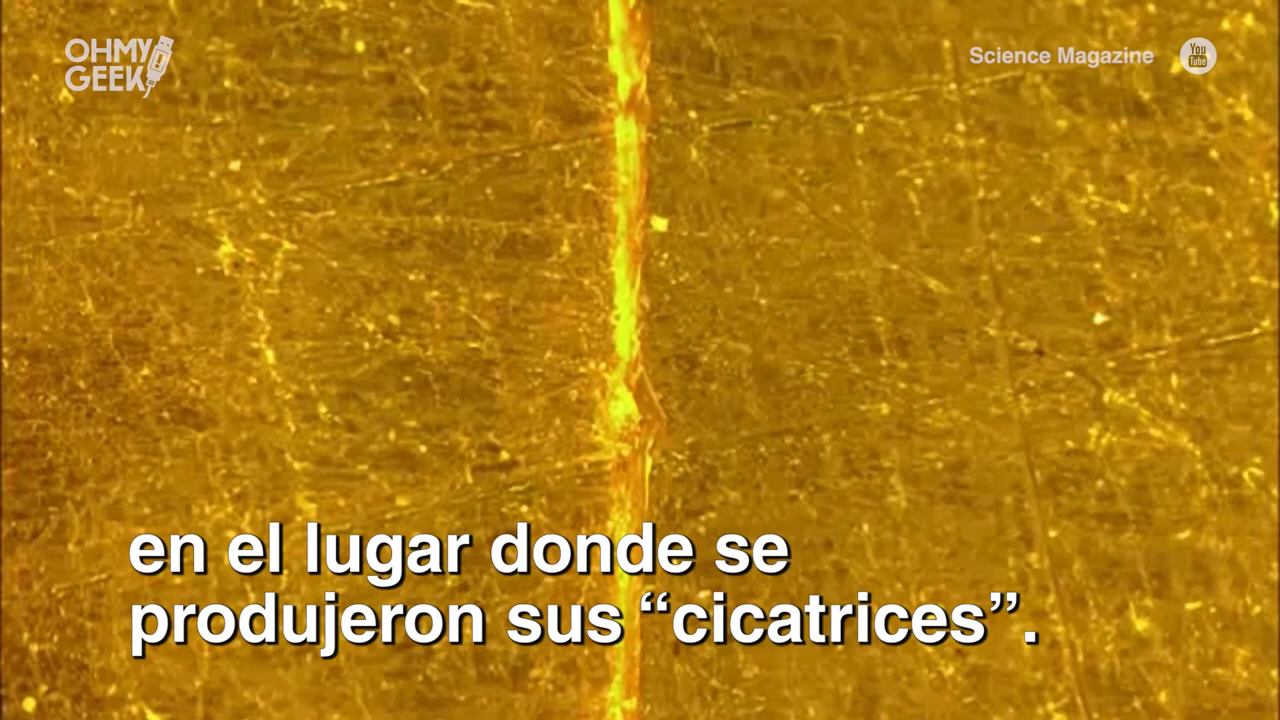 OHMY
GEEK
Science Magazine
You
Tube
en el lugar donde se
produjeron sus “cicatrices”.